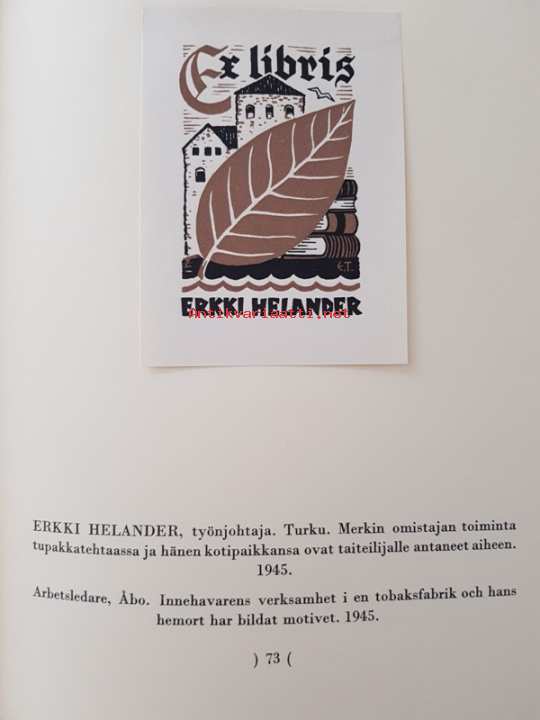 Ex libris
E.T.
ERKKI HELANDER
Antikvariaatti.net
ERKKI HELANDER, työnjohtaja. Turku. Merkin omistajan toiminta
tupakkatehtaassa ja hänen kotipaikkansa ovat taiteilijalle antaneet aiheen.
1945.
Arbetsledare, Åbo. Innehavarens verksamhet i en tobaksfabrik och hans
hemort har bildat motivet. 1945.
) 73 (